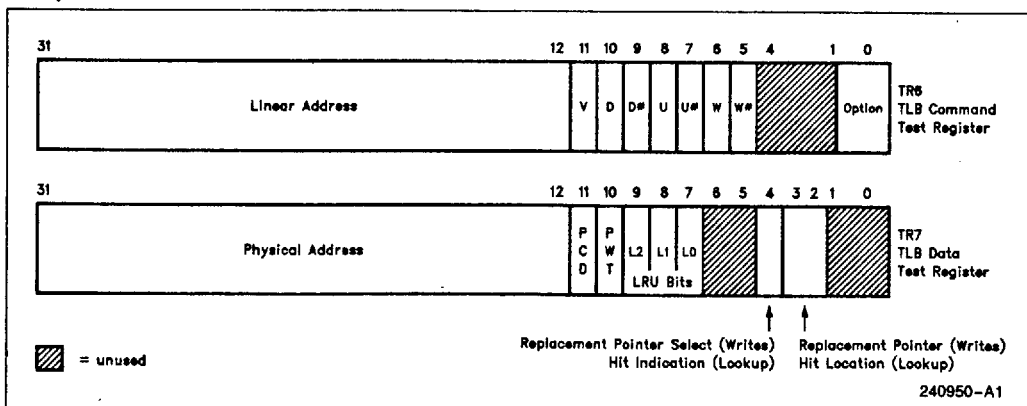 31 12 11 10 9 8 7 6 5 4 1 0
Linear Address V D D# U U# W W# Option
TR6
TLB Command
Test Register
31 12 11 10 9 8 7 6 5 4 3 2 1 0
Physical Address PCD PWT L2 L1 L0
LRU Bits
TR7
TLB Data
Test Register
Replacement Pointer Select (Writes) Replacement Pointer (Writes)
Hit Indication (Lookup) Hit Location (Lookup)
= unused
240950-A1